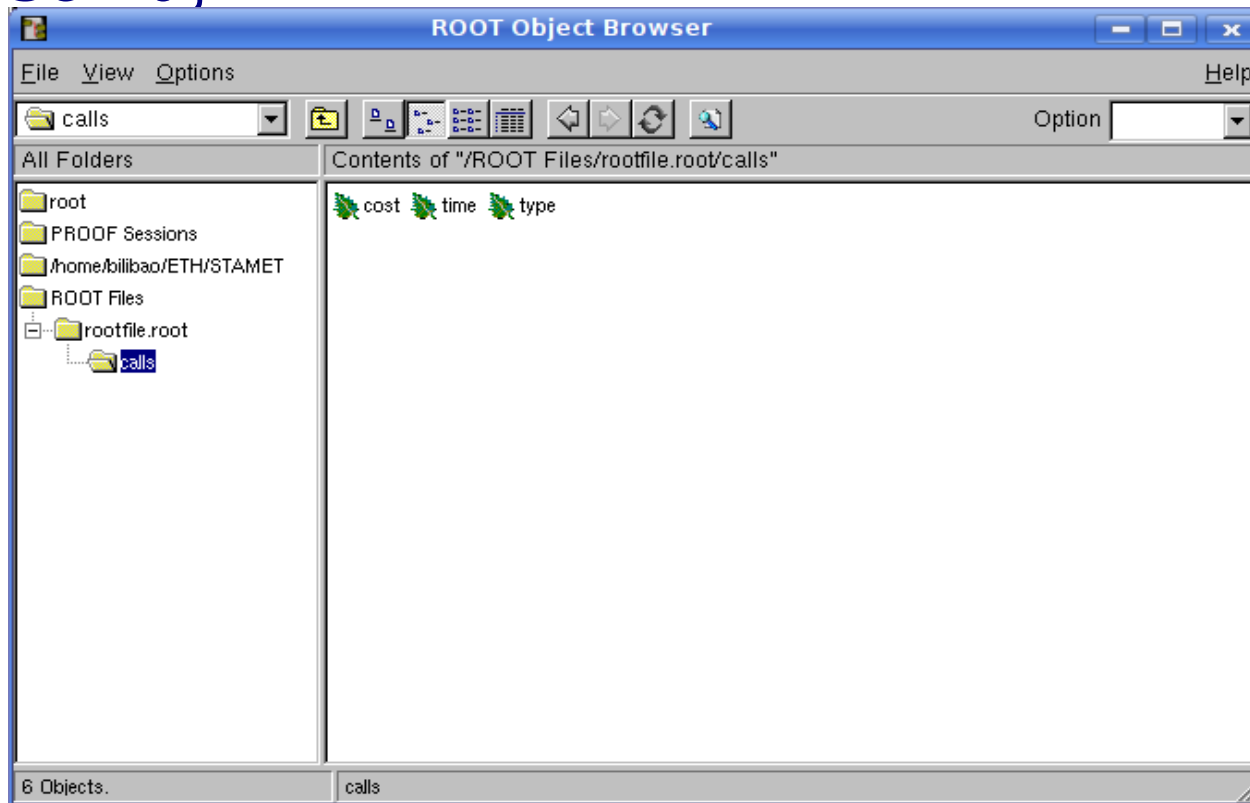 ROOT Object Browser
File View Options Help
calls Option
All Folders Contents of "/ROOT Files/rootfile.root/calls"
root cost time type
PROOF Sessions
/home/bilibao/ETH/STAMET
ROOT Files
rootfile.root
calls
6 Objects. calls